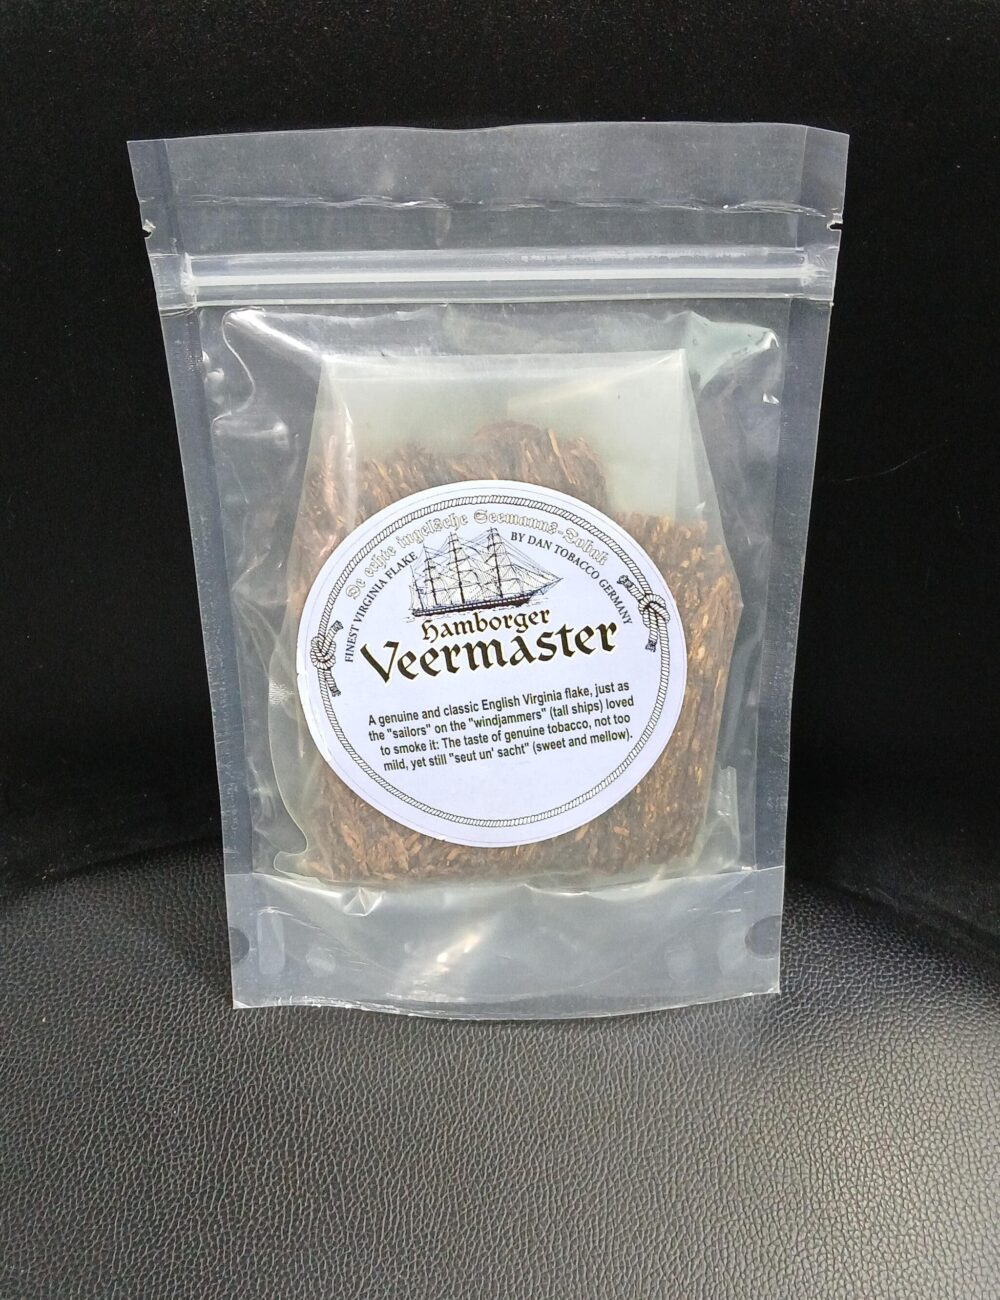 De echte ingelsche Seemanns-Tobak
FINEST VIRGINIA FLAKE
BY DAN TOBACCO GERMANY
Hamborger
Veermaster
A genuine and classic English Virginia flake, just as
the "sailors" on the "windjammers" (tall ships) loved
to smoke it: The taste of genuine tobacco, not too
mild, yet still "seut un' sacht" (sweet and mellow).